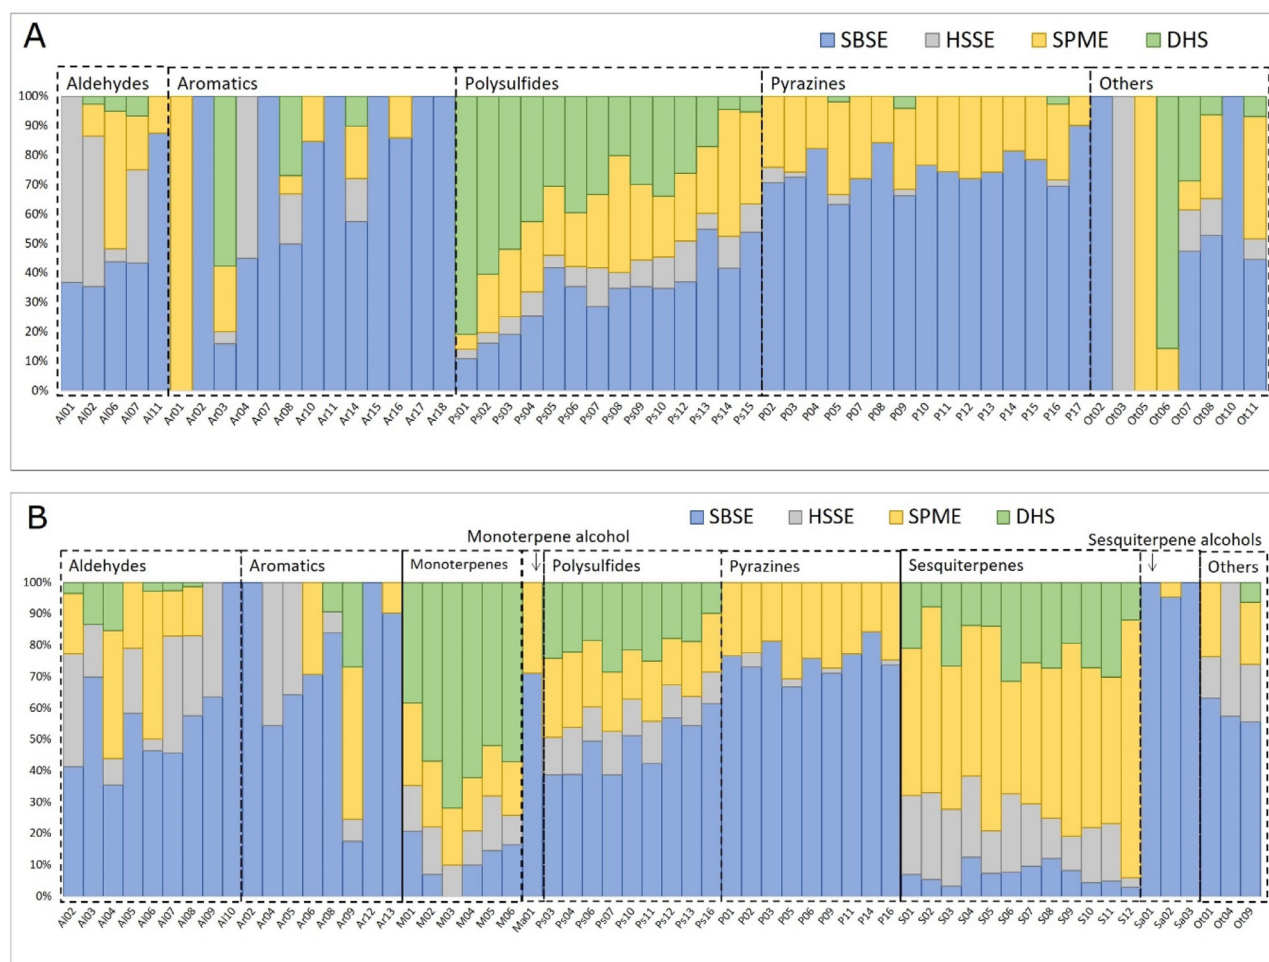 A
SBSE HSSE SPME DHS
Aldehydes Aromatics Polysulfides Pyrazines Others
100%
90%
80%
70%
60%
50%
40%
30%
20%
10%
0%
Al01 Al02 Al06 Al07 Al11 Ar01 Ar02 Ar03 Ar04 Ar07 Ar08 Ar10 Ar11 Ar14 Ar15 Ar16 Ar17 Ar18 Ps01 Ps02 Ps03 Ps04 Ps05 Ps06 Ps07 Ps08 Ps09 Ps10 Ps12 Ps13 Ps14 Ps15 P02 P03 P04 P05 P07 P08 P09 P10 P11 P12 P13 P14 P15 P16 P17 Ot02 Ot03 Ot05 Ot06 Ot07 Ot08 Ot10 Ot11
B
SBSE HSSE SPME DHS
Monoterpene alcohol Sesquiterpene alcohols
Aldehydes Aromatics Monoterpenes Polysulfides Pyrazines Sesquiterpenes Others
100%
90%
80%
70%
60%
50%
40%
30%
20%
10%
0%
Al02 Al03 Al04 Al05 Al06 Al07 Al08 Al09 Al10 Ar02 Ar04 Ar05 Ar06 Ar08 Ar09 Ar12 Ar13 M01 M02 M03 M04 M05 M06 Ma01 Ps03 Ps04 Ps06 Ps07 Ps10 Ps11 Ps12 Ps13 Ps16 P01 P02 P03 P05 P06 P09 P11 P14 P16 S01 S02 S03 S04 S05 S06 S07 S08 S09 S10 S11 S12 Sa01 Sa02 Sa03 Ot01 Ot04 Ot09